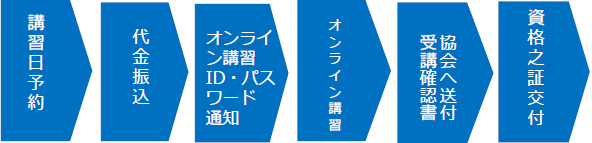 講習日予約
代金振込
オンライ
ン講習
ID・パス
ワード
通知
オンライン講習
協会へ送付
受講確認書
資格之証交付